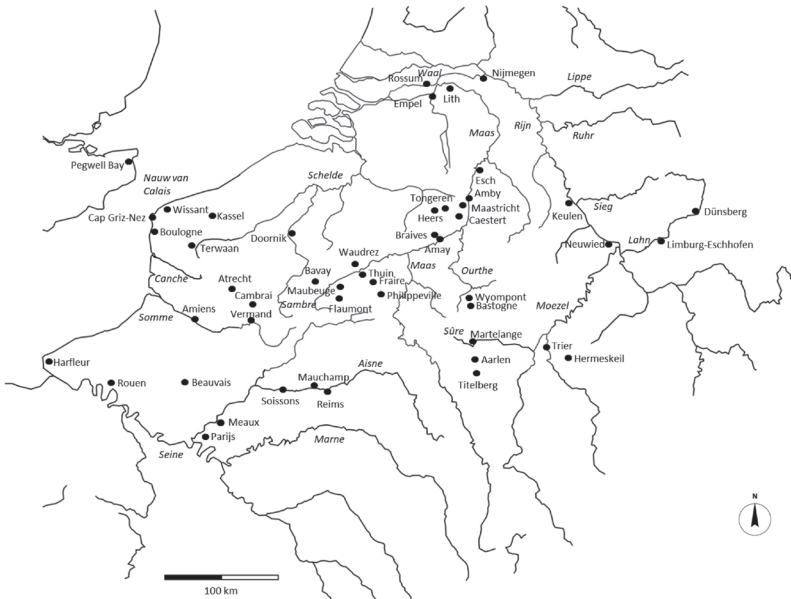 Nijmegen
Waal
Rossum
Lippe
Empel
Lith
Maas
Rijn
Ruhr
Pegwell Bay
Nauw van
Calais
Schelde
Esch
Tongeren
Amby
Wissant
Kassel
Heers
Maastricht
Caestert
Keulen
Sieg
Dünsberg
Cap Griz-Nez
Boulogne
Terwaan
Doornik
Braives
Amay
Neuwied
Lahn
Limburg-Eschhofen
Waudrez
Maas
Canche
Atrecht
Bavay
Thuin
Ourthe
Cambrai
Maubeuge
Fraire
Sambre
Philippeville
Wyompont
Moezel
Bastogne
Somme
Amiens
Vermand
Flaumont
Sûre
Martelange
Harfleur
Aisne
Aarlen
Trier
Hermeskeil
Titelberg
Rouen
Beauvais
Mauchamp
Soissons
Reims
Meaux
Parijs
Marne
Seine
N
100 km